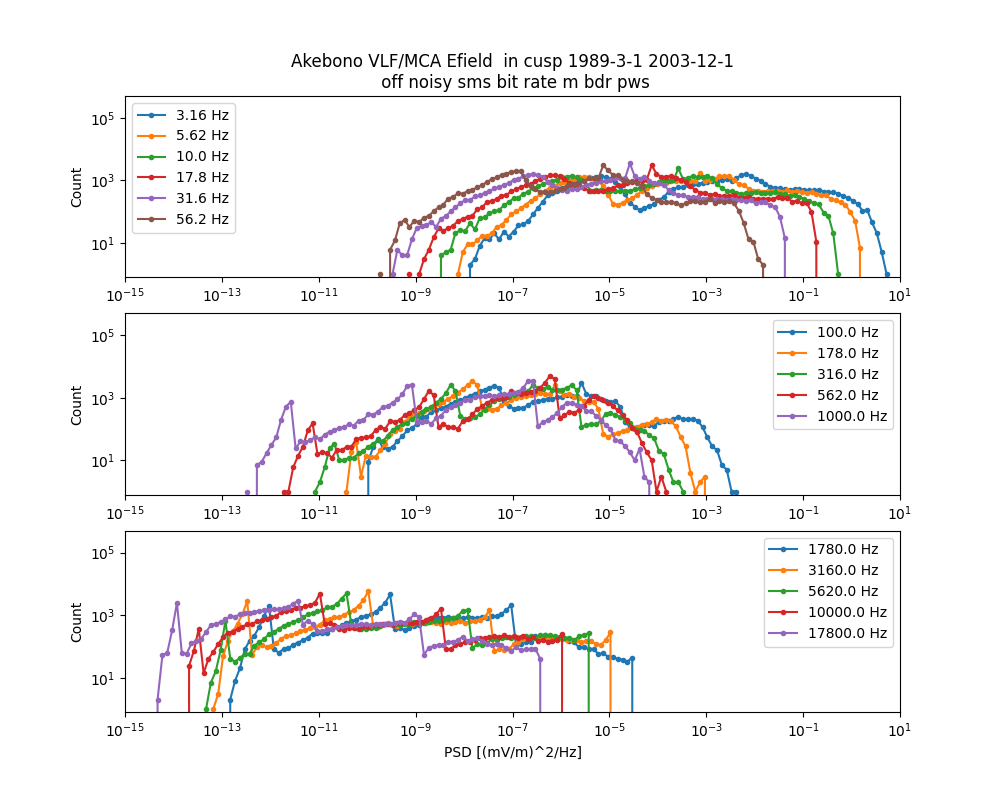 Akebono VLF/MCA Efield  in cusp 1989-3-1 2003-12-1
off noisy sms bit rate m bdr pws
Count
10^5
10^3
10^1
3.16 Hz
5.62 Hz
10.0 Hz
17.8 Hz
31.6 Hz
56.2 Hz
10^−15 10^−13 10^−11 10^−9 10^−7 10^−5 10^−3 10^−1 10^1
Count
10^5
10^3
10^1
100.0 Hz
178.0 Hz
316.0 Hz
562.0 Hz
1000.0 Hz
10^−15 10^−13 10^−11 10^−9 10^−7 10^−5 10^−3 10^−1 10^1
Count
10^5
10^3
10^1
1780.0 Hz
3160.0 Hz
5620.0 Hz
10000.0 Hz
17800.0 Hz
10^−15 10^−13 10^−11 10^−9 10^−7 10^−5 10^−3 10^−1 10^1
PSD [(mV/m)^2/Hz]